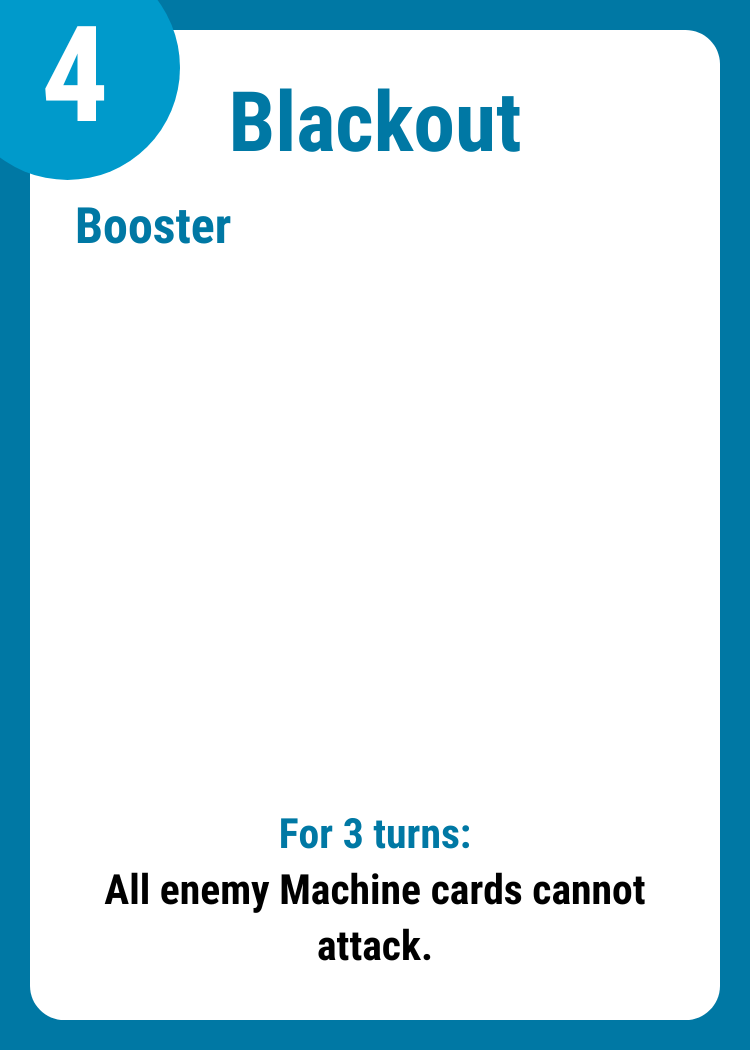 4
Blackout
Booster
For 3 turns:
All enemy Machine cards cannot
attack.